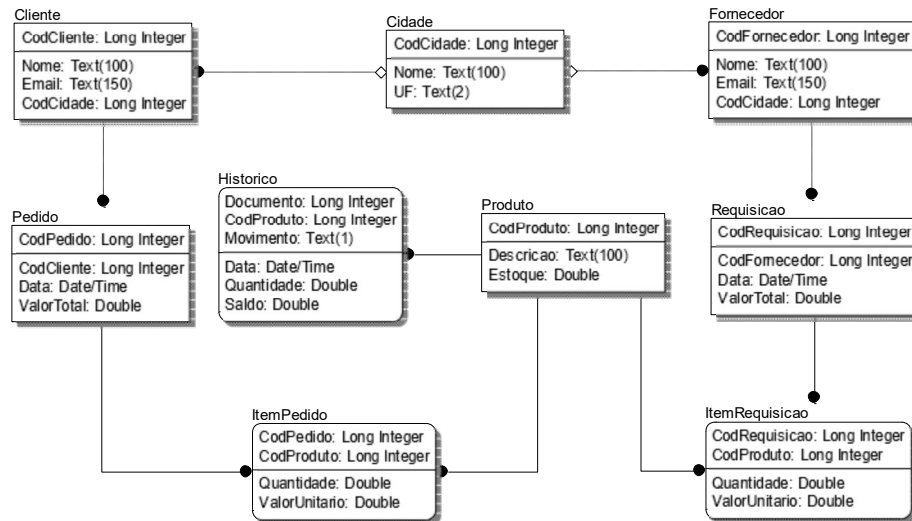 Cliente
CodCliente: Long Integer
Nome: Text(100)
Email: Text(150)
CodCidade: Long Integer
Cidade
CodCidade: Long Integer
Nome: Text(100)
UF: Text(2)
Fornecedor
CodFornecedor: Long Integer
Nome: Text(100)
Email: Text(150)
CodCidade: Long Integer
Pedido
CodPedido: Long Integer
CodCliente: Long Integer
Data: Date/Time
ValorTotal: Double
Historico
Documento: Long Integer
CodProduto: Long Integer
Movimento: Text(1)
Data: Date/Time
Quantidade: Double
Saldo: Double
Produto
CodProduto: Long Integer
Descricao: Text(100)
Estoque: Double
Requisicao
CodRequisicao: Long Integer
CodFornecedor: Long Integer
Data: Date/Time
ValorTotal: Double
ItemPedido
CodPedido: Long Integer
CodProduto: Long Integer
Quantidade: Double
ValorUnitario: Double
ItemRequisicao
CodRequisicao: Long Integer
CodProduto: Long Integer
Quantidade: Double
ValorUnitario: Double